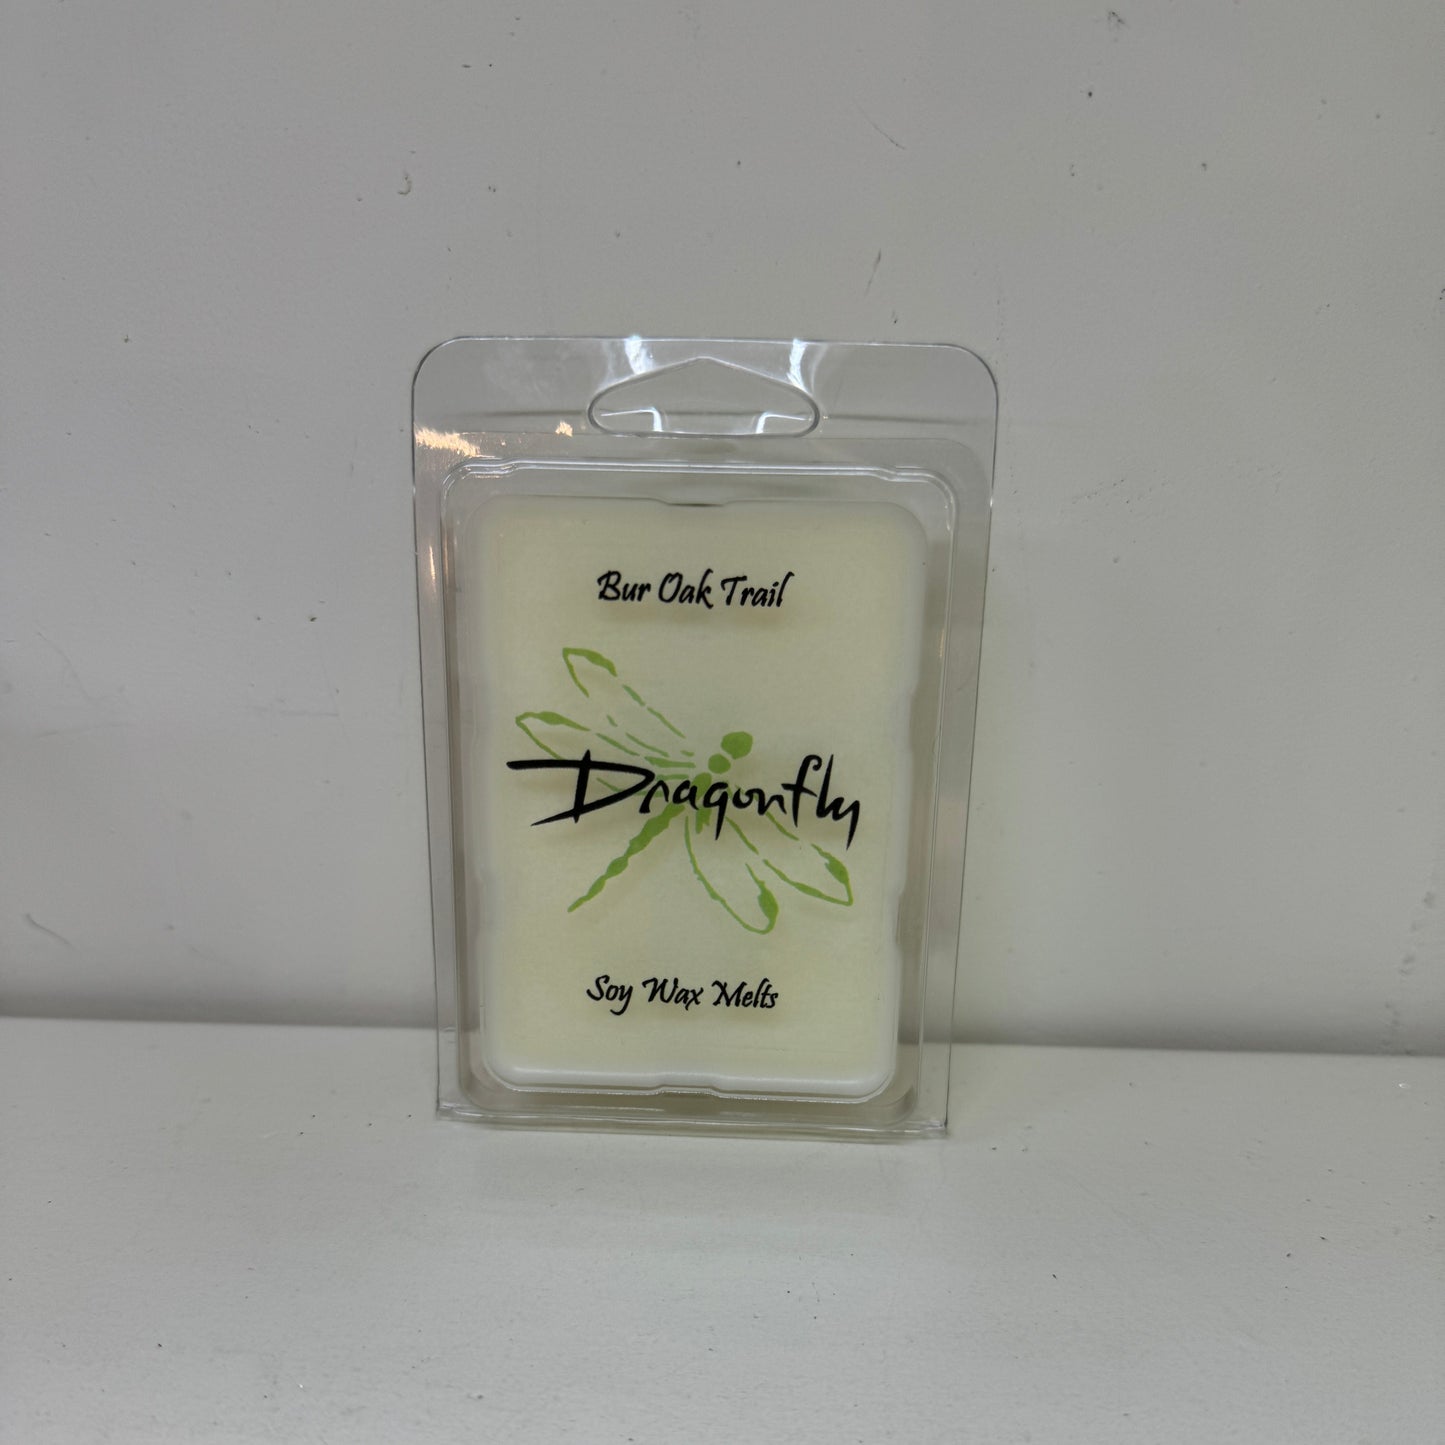 Bur Oak Trail
Dragonfly
Soy Wax Melts